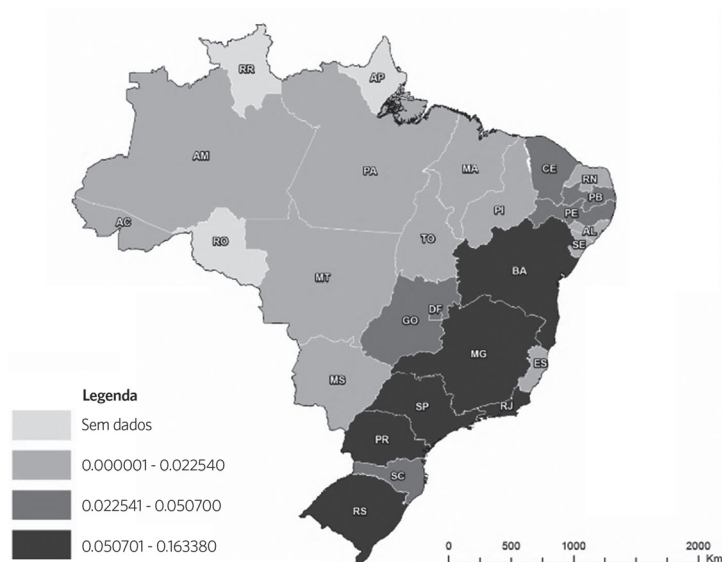 RR
AP
AM
PA
MA
CE
RN
PB
PE
PI
AL
SE
AC
RO
TO
MT
BA
GO
DF
MG
ES
MS
SP
RJ
PR
SC
RS
Legenda
Sem dados
0.000001 - 0.022540
0.022541 - 0.050700
0.050701 - 0.163380
0 500 1000 2000
Km